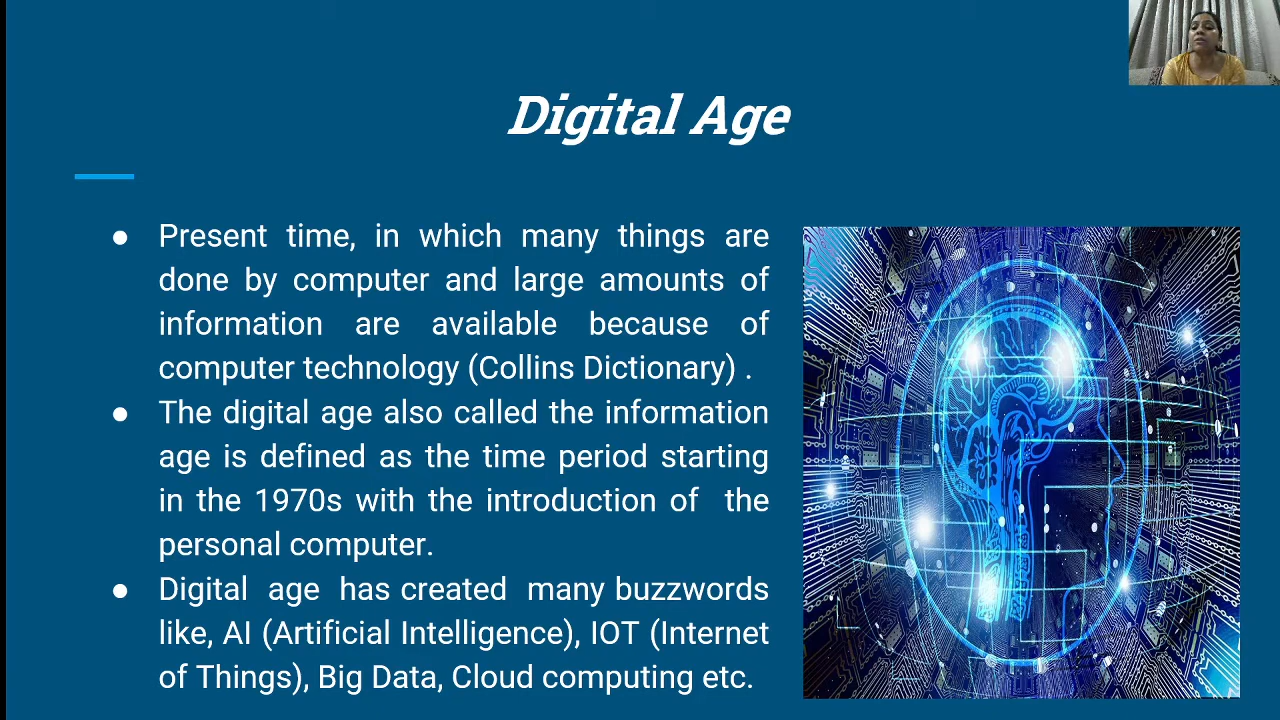 Digital Age
● Present time, in which many things are
done by computer and large amounts of
information are available because of
computer technology (Collins Dictionary) .
● The digital age also called the information
age is defined as the time period starting
in the 1970s with the introduction of the
personal computer.
● Digital age has created many buzzwords
like, AI (Artificial Intelligence), IOT (Internet
of Things), Big Data, Cloud computing etc.